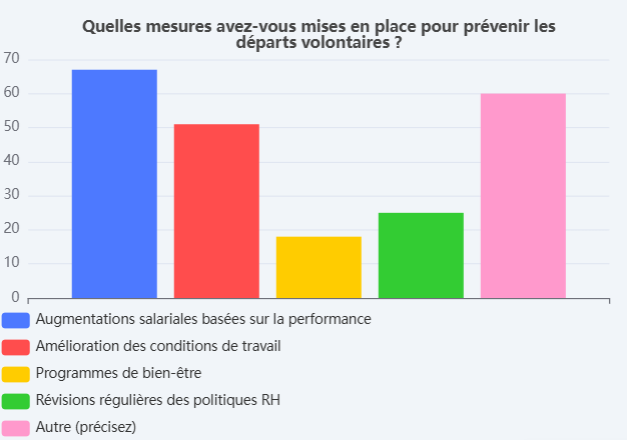 Quelles mesures avez-vous mises en place pour prévenir les
départs volontaires ?
70
60
50
40
30
20
10
0
Augmentations salariales basées sur la performance
Amélioration des conditions de travail
Programmes de bien-être
Révisions régulières des politiques RH
Autre (précisez)